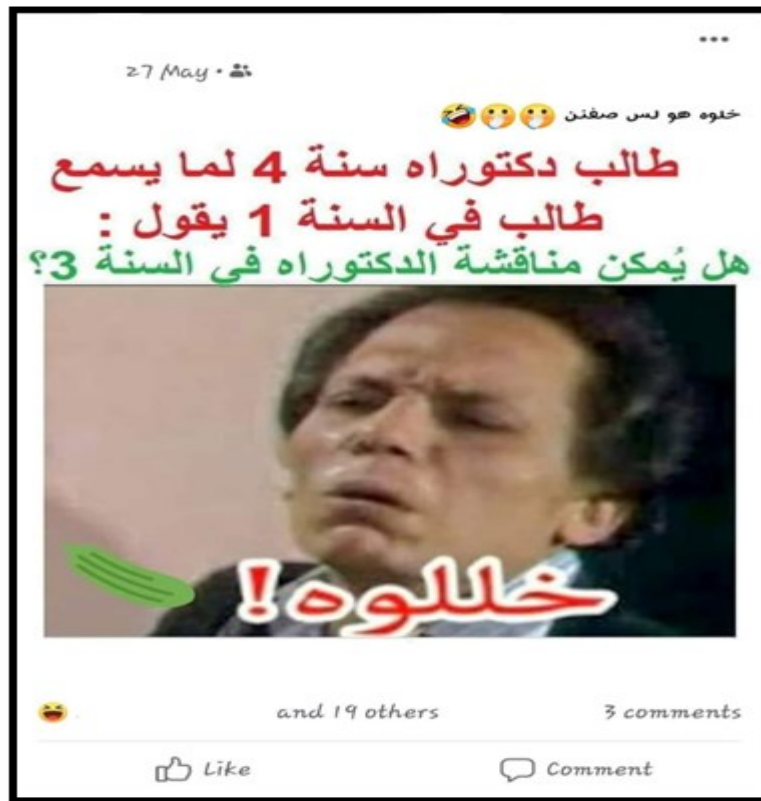 27 May
خلوه هو لس صغنن
طالب دكتوراه سنة 4 لما يسمع
طالب في السنة 1 يقول :
هل يُمكن مناقشة الدكتوراه في السنة 3؟
خللوه!
and 19 others 3 comments
Like Comment